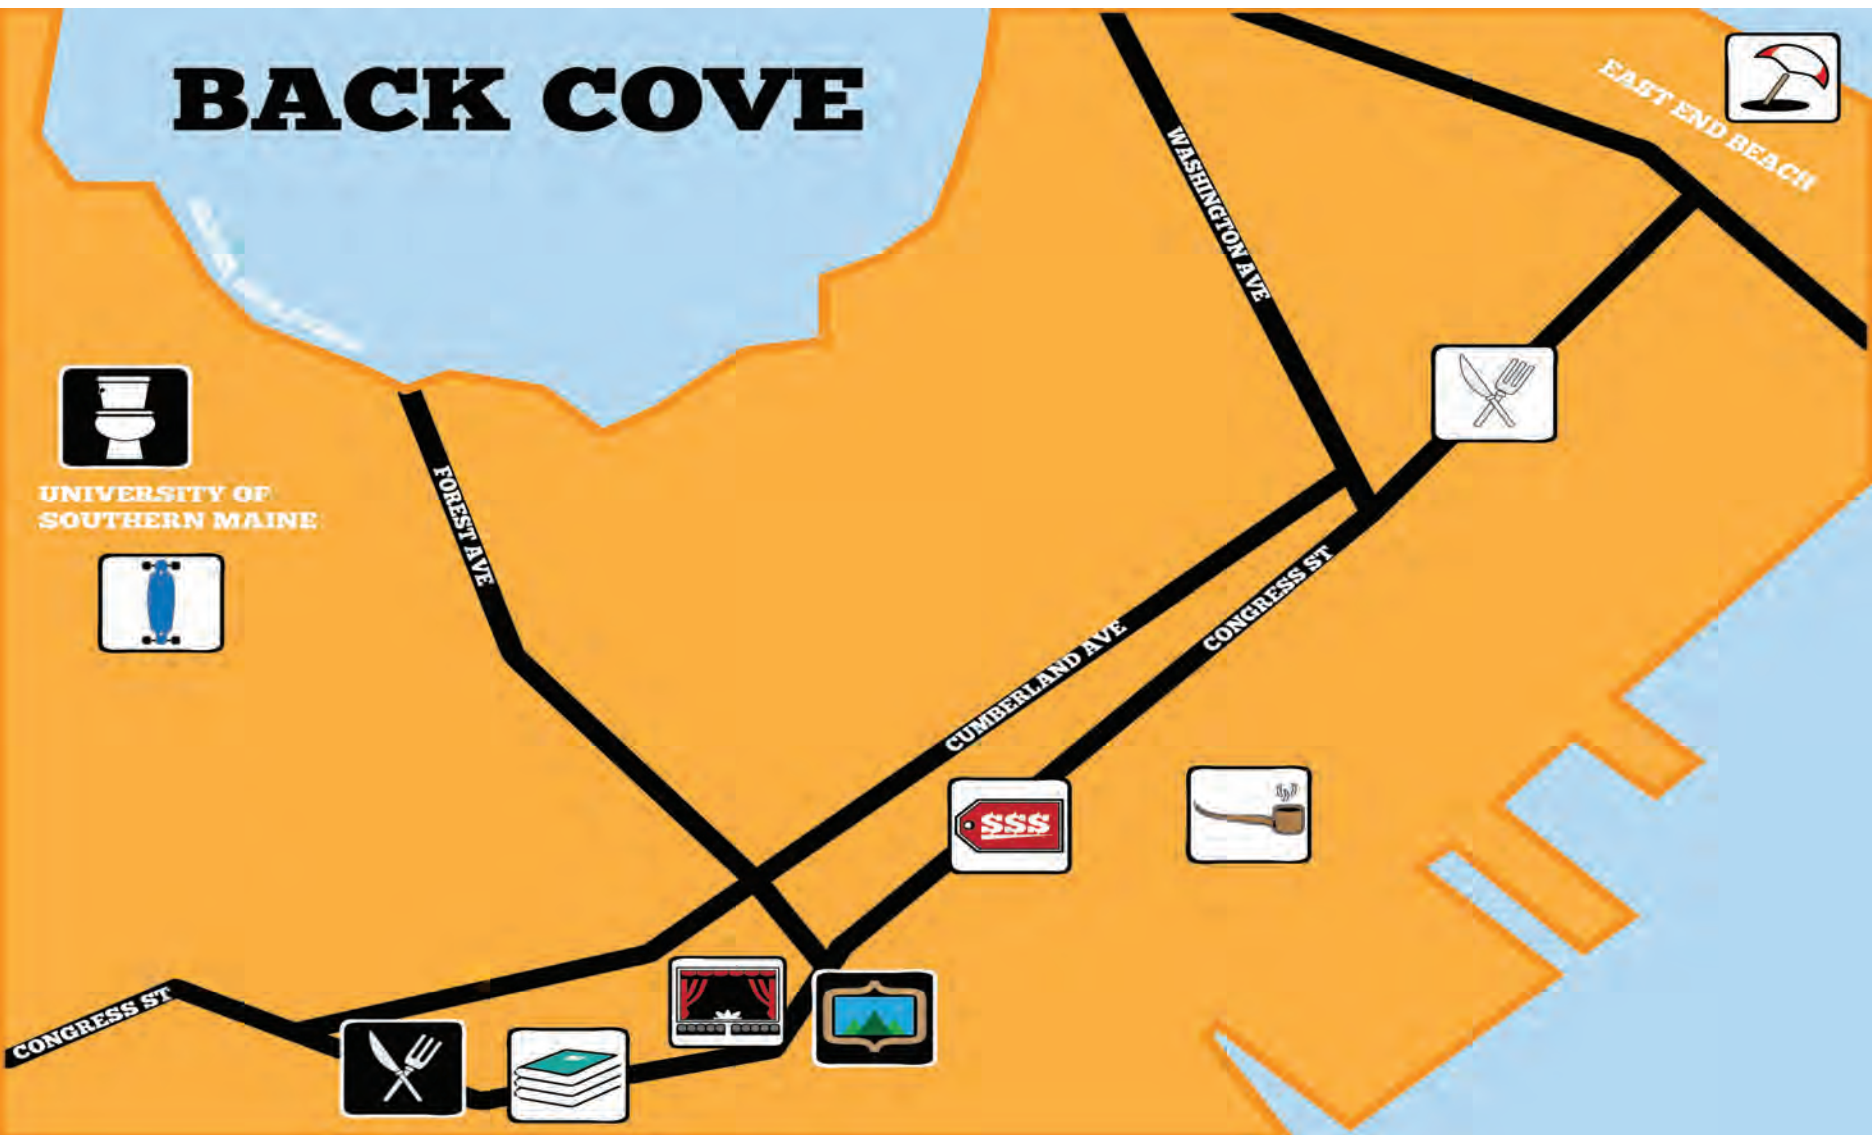 BACK COVE
EAST END BEACH
WASHINGTON AVE
UNIVERSITY OF
SOUTHERN MAINE
FOREST AVE
CUMBERLAND AVE
CONGRESS ST
$$$
CONGRESS ST